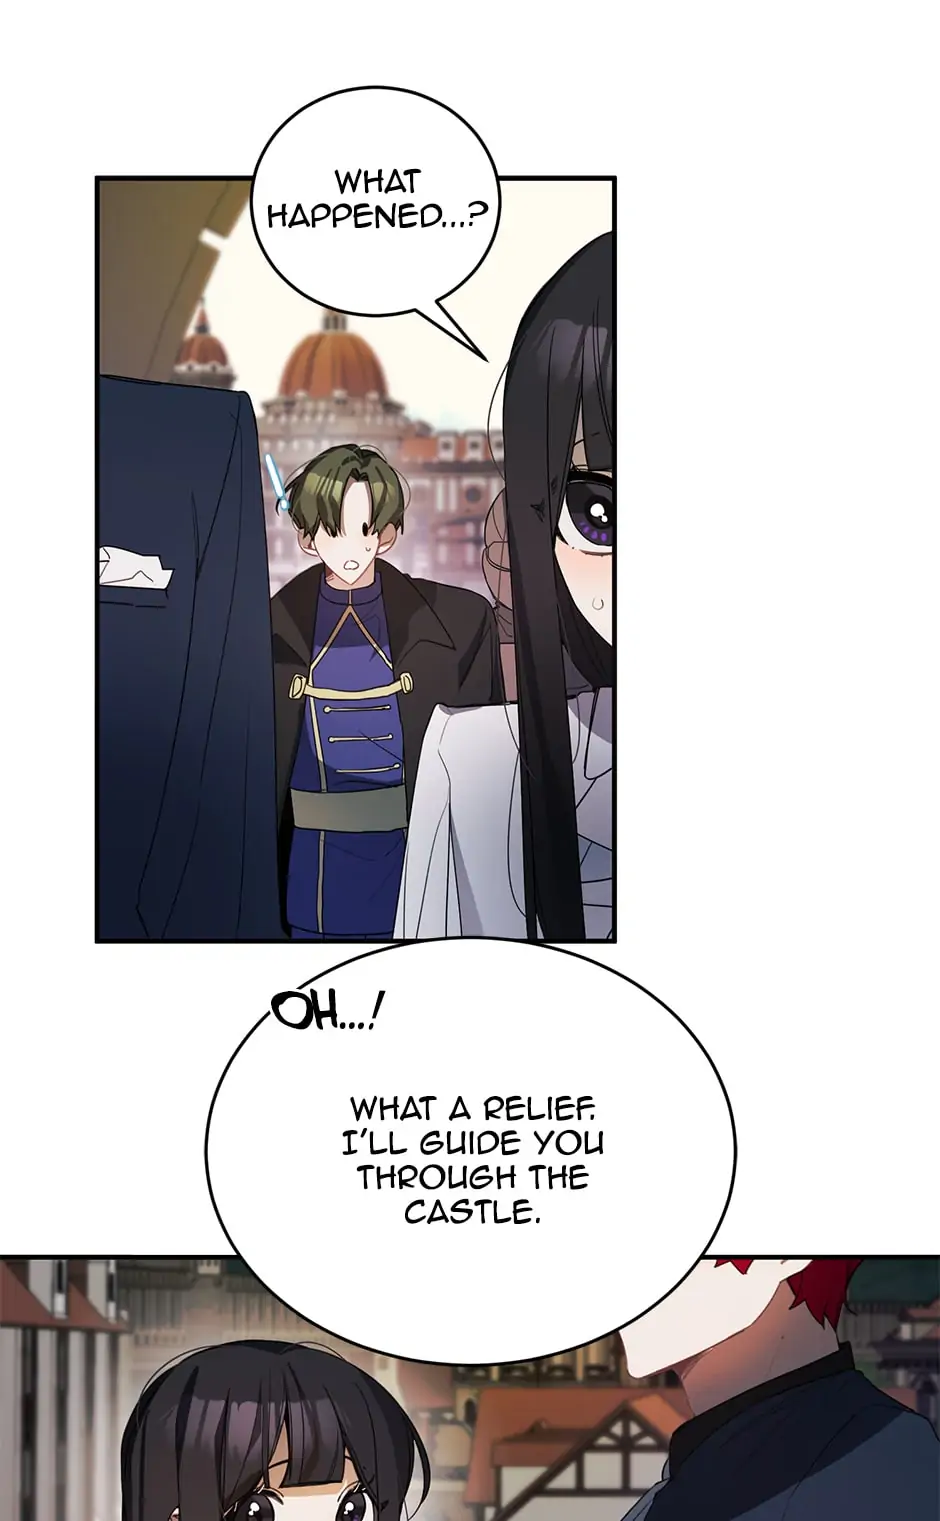 WHAT
HAPPENED...?
OH...!
WHAT A RELIEF.
I'LL GUIDE YOU
THROUGH THE
CASTLE.